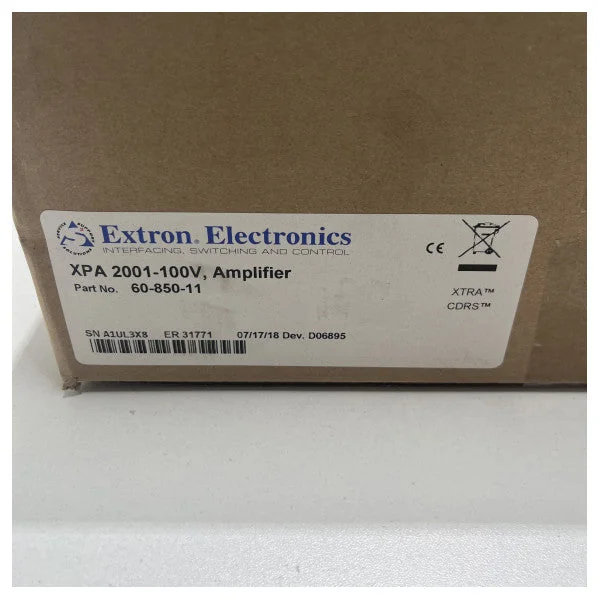 Extron® Electronics
INTERFACING, SWITCHING AND CONTROL
XPA 2001-100V, Amplifier
Part No. 60-850-11
CE
XTRA™
CDRS™
SN A1UL3X8 ER 31771 07/17/18 Dev. D06895